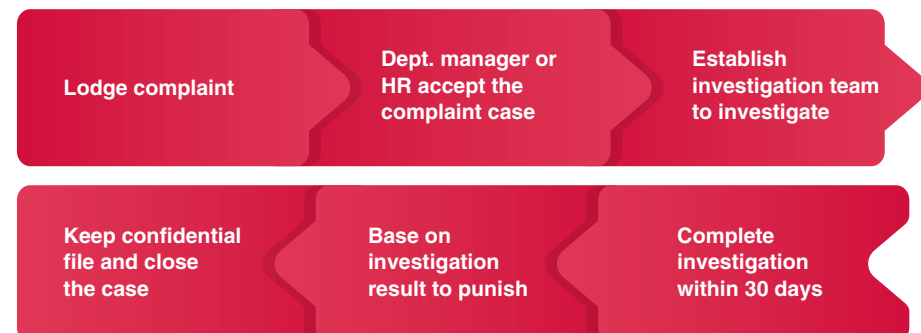 Lodge complaint
Dept. manager or
HR accept the
complaint case
Establish
investigation team
to investigate
Complete
investigation
within 30 days
Base on
investigation
result to punish
Keep confidential
file and close
the case